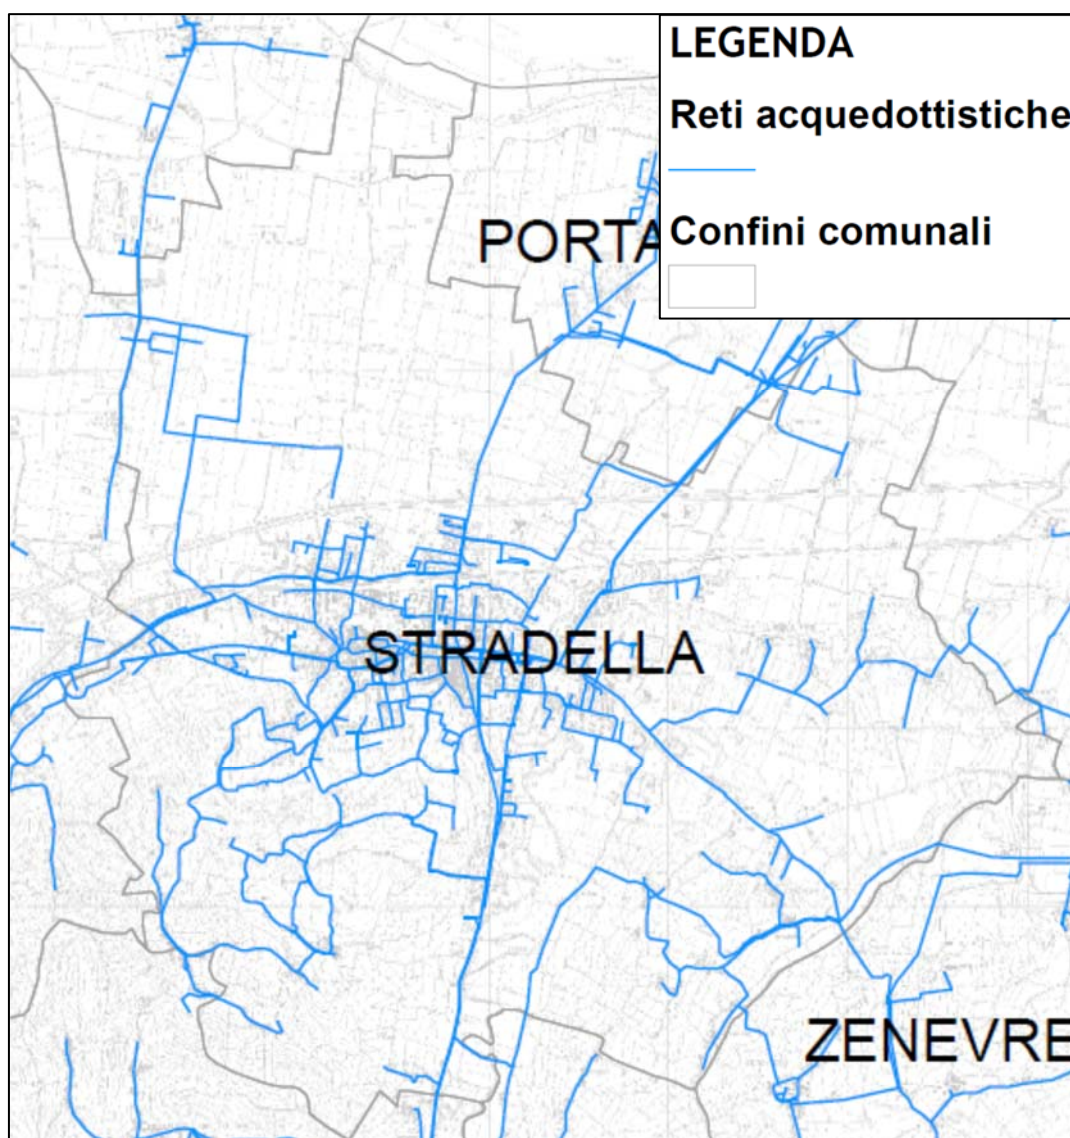 LEGENDA
Reti acquedottistiche
Confini comunali
PORTA
STRADELLA
ZENEVRE